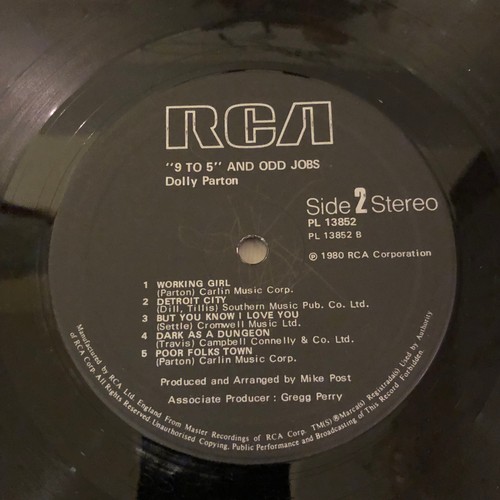 RCA
"9 TO 5" AND ODD JOBS
Dolly Parton
Side 2 Stereo
PL 13852
PL 13852 B
℗ 1980 RCA Corporation
1 WORKING GIRL
(Parton) Carlin Music Corp.
2 DETROIT CITY
(Dill, Tillis) Southern Music Pub. Co. Ltd.
3 BUT YOU KNOW I LOVE YOU
(Settle) Cromwell Music Ltd.
4 DARK AS A DUNGEON
(Travis) Campbell Connelly & Co. Ltd.
5 POOR FOLKS TOWN
(Parton) Carlin Music Corp.
Produced and Arranged by Mike Post
Associate Producer : Gregg Perry
Manufactured by RCA Ltd. England From Master Recordings of RCA Corp. TM(S)®Marca(s) Registrada(s) Used by Authority
of RCA Corp. All Rights Reserved Unauthorised Copying, Public Performance and Broadcasting of This Record Forbidden.